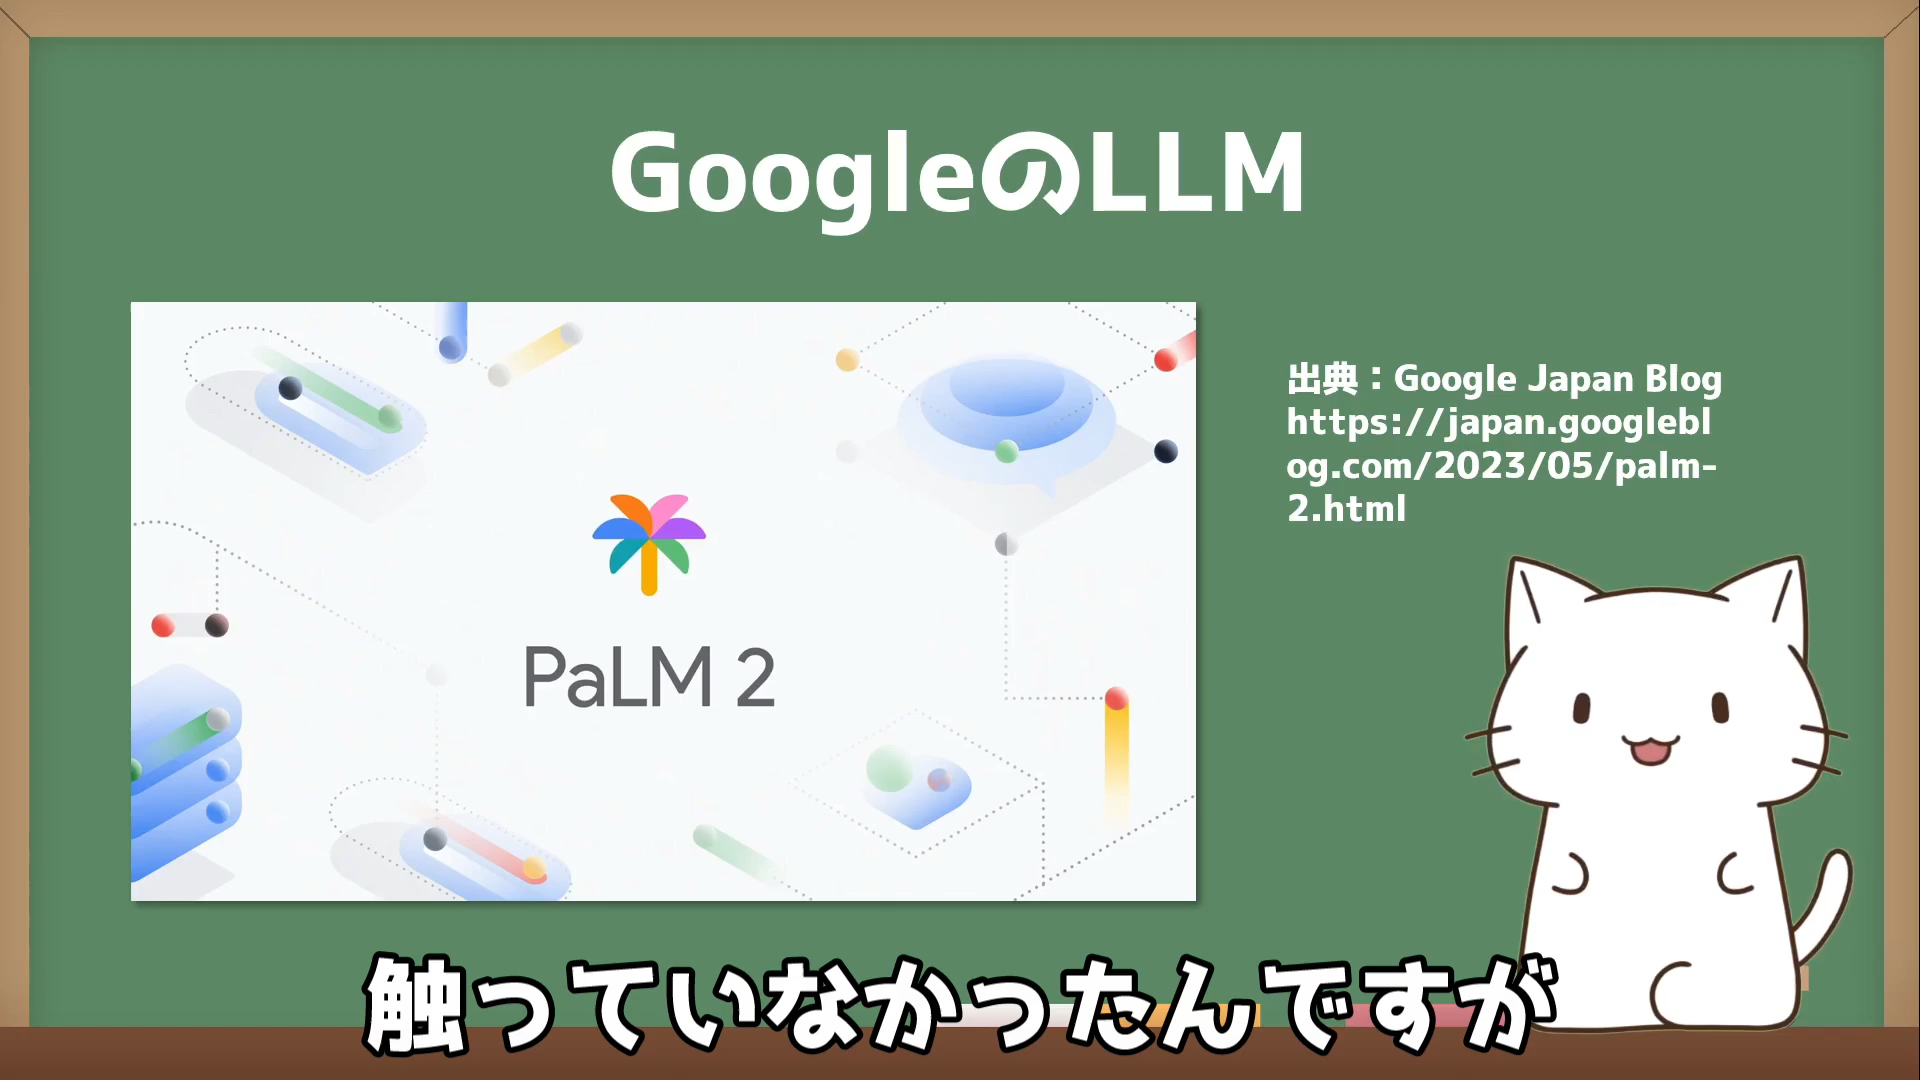 GoogleのLLM
PaLM 2
出典：Google Japan Blog
https://japan.googlebl
og.com/2023/05/palm-
2.html
触っていなかったんですが